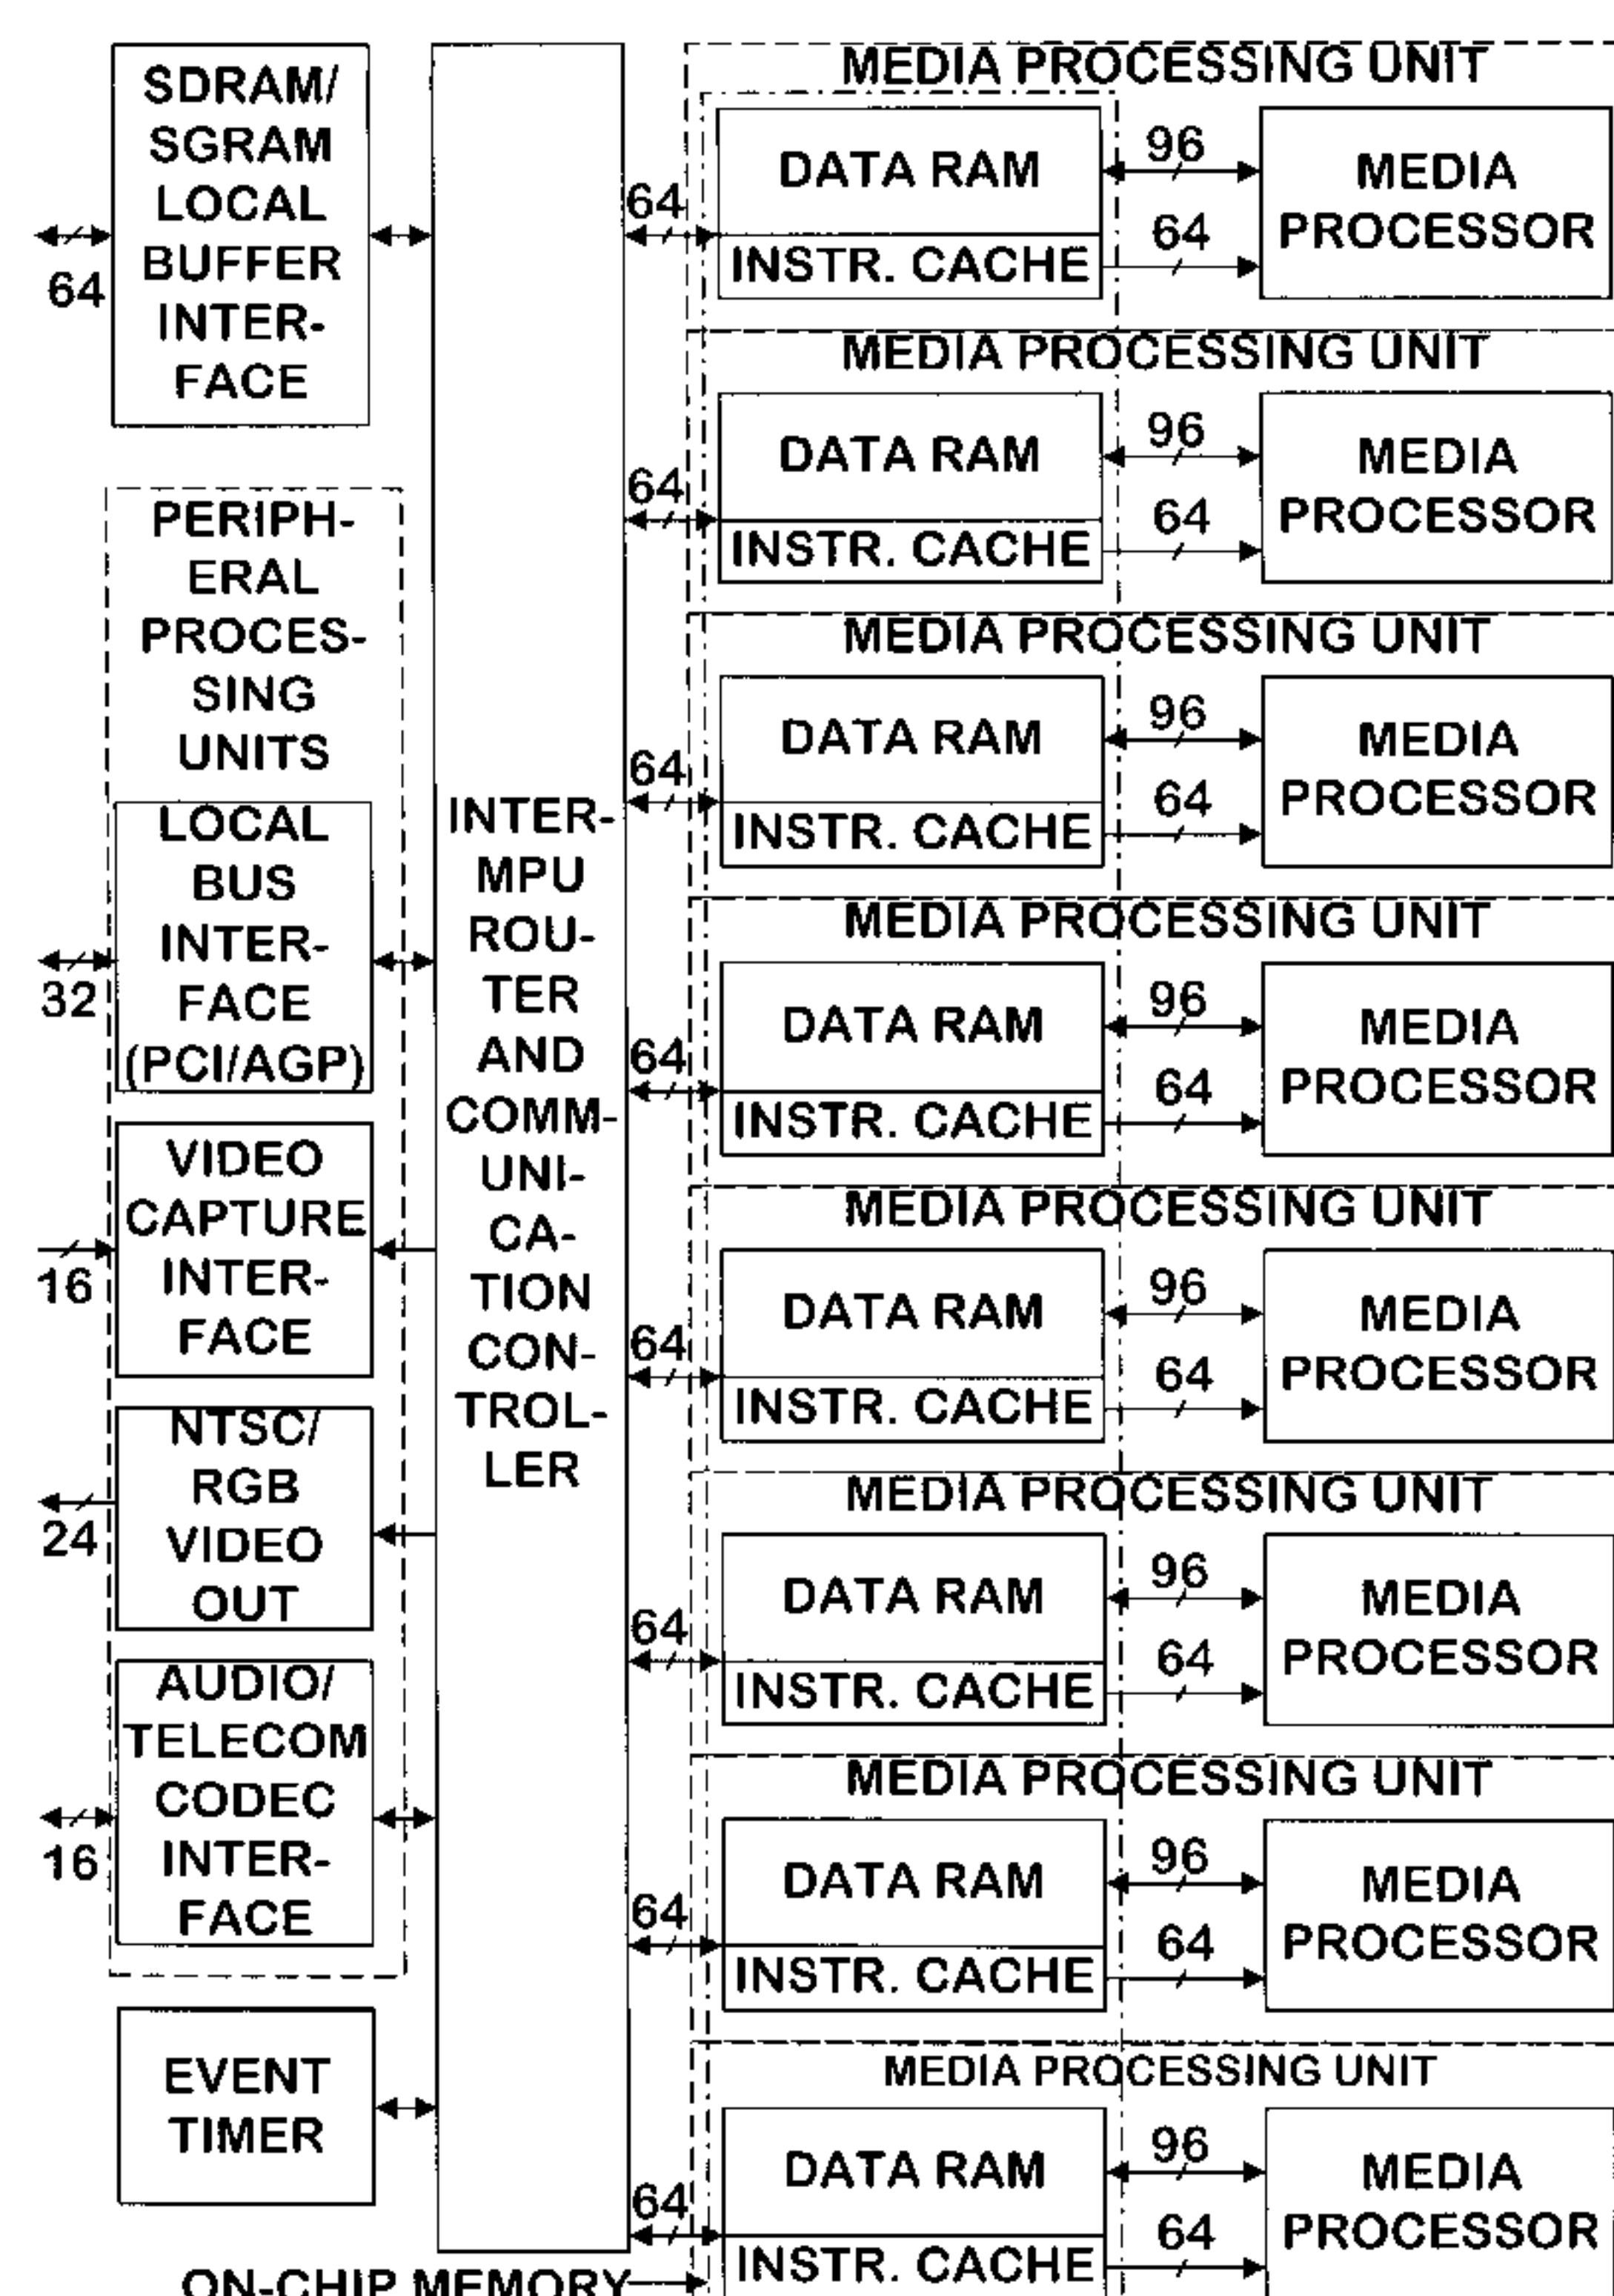 SDRAM/
SGRAM
LOCAL
BUFFER
INTER-
FACE
64
PERIPH-
ERAL
PROCES-
SING
UNITS
LOCAL
BUS
INTER-
FACE
(PCI/AGP)
32
VIDEO
CAPTURE
INTER-
FACE
16
NTSC/
RGB
VIDEO
OUT
24
AUDIO/
TELECOM
CODEC
INTER-
FACE
16
EVENT
TIMER
INTER-
MPU
ROU-
TER
AND
COMM-
UNI-
CA-
TION
CON-
TROL-
LER
MEDIA PROCESSING UNIT
64
DATA RAM
INSTR. CACHE
96
64
MEDIA
PROCESSOR
MEDIA PROCESSING UNIT
64
DATA RAM
INSTR. CACHE
96
64
MEDIA
PROCESSOR
MEDIA PROCESSING UNIT
64
DATA RAM
INSTR. CACHE
96
64
MEDIA
PROCESSOR
MEDIA PROCESSING UNIT
64
DATA RAM
INSTR. CACHE
96
64
MEDIA
PROCESSOR
MEDIA PROCESSING UNIT
64
DATA RAM
INSTR. CACHE
96
64
MEDIA
PROCESSOR
MEDIA PROCESSING UNIT
64
DATA RAM
INSTR. CACHE
96
64
MEDIA
PROCESSOR
MEDIA PROCESSING UNIT
64
DATA RAM
INSTR. CACHE
96
64
MEDIA
PROCESSOR
MEDIA PROCESSING UNIT
64
DATA RAM
INSTR. CACHE
96
64
MEDIA
PROCESSOR
ON-CHIP MEMORY